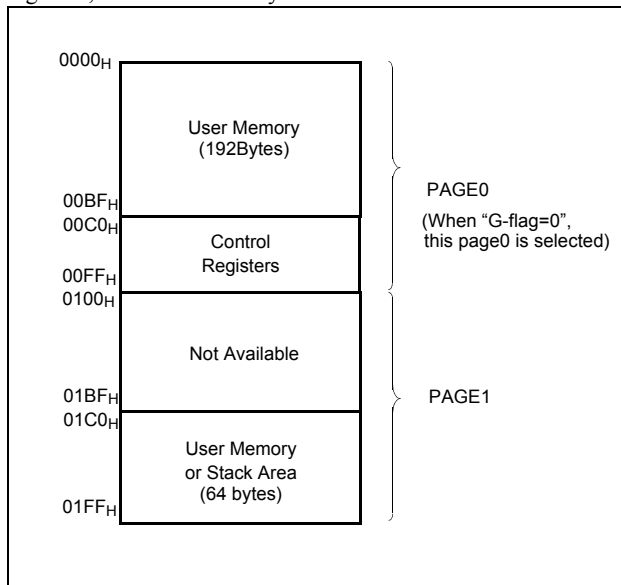 0000H
User Memory
(192Bytes)
00BFH
00C0H
Control
Registers
00FFH
PAGE0
(When “G-flag=0”,
this page0 is selected)
0100H
Not Available
01BFH
01C0H
User Memory
or Stack Area
(64 bytes)
01FFH
PAGE1